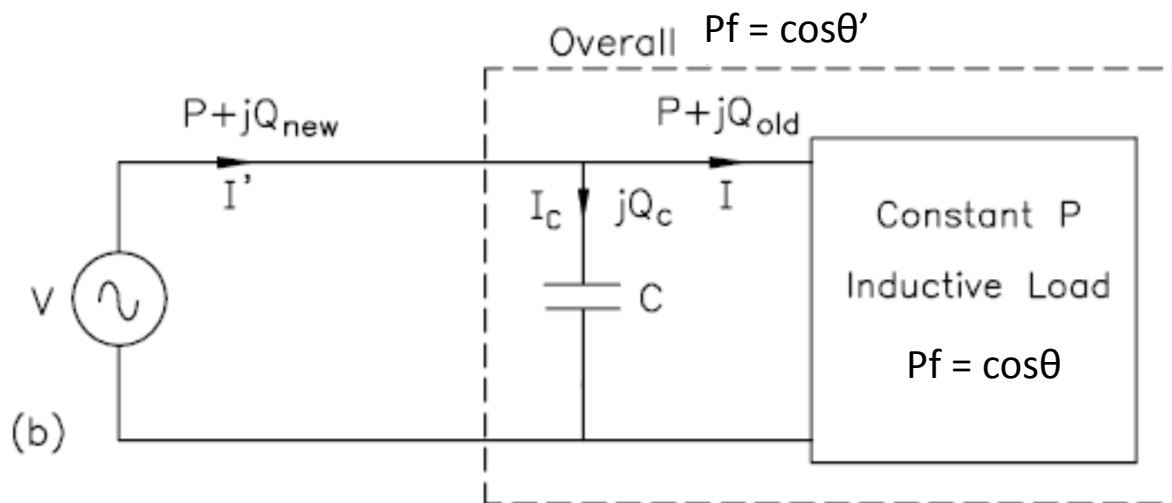 Overall Pf = cosθ’
P+jQnew
P+jQold
I’
Ic
jQc
I
Constant P
V
C
Inductive Load
Pf = cosθ
(b)